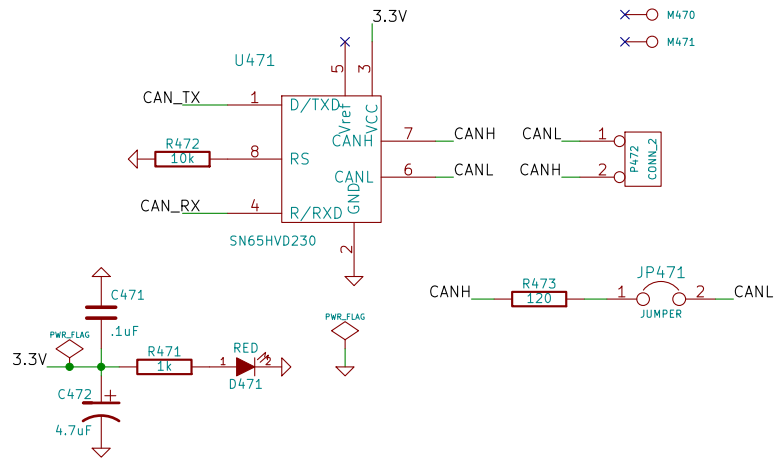 3.3V
M470
M471
U471
5
3
CAN_TX
1
D/TXD
Vref
VCC
R472
10k
8
RS
CANH
7
CANH
CANL
6
CANL
CAN_RX
4
R/RXD
GND
SN65HVD230
2
CANL
1
CANH
2
P472
CONN_2
C471
.1uF
PWR_FLAG
3.3V
R471
1k
RED
1
2
D471
C472
4.7uF
PWR_FLAG
CANH
R473
120
1
JP471
2
JUMPER
CANL